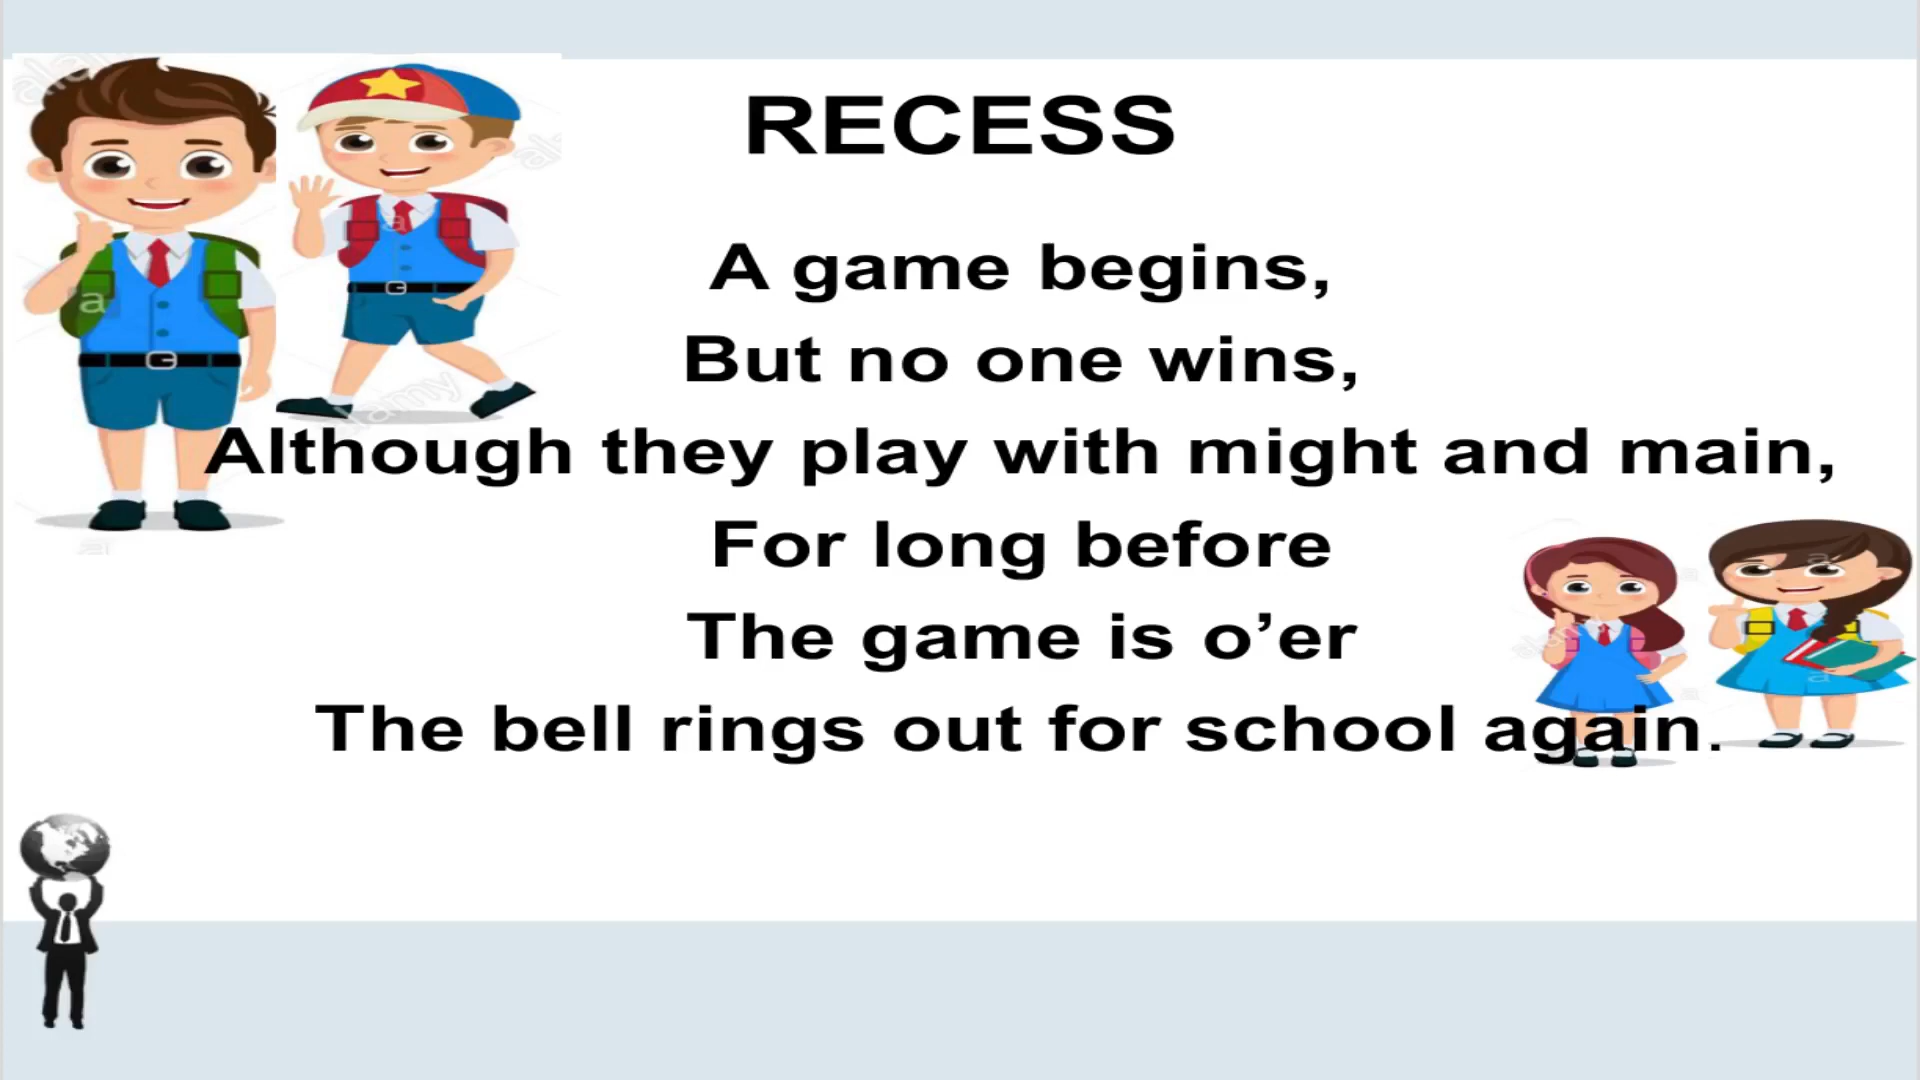 RECESS
A game begins,
But no one wins,
Although they play with might and main,
For long before
The game is o’er
The bell rings out for school again.